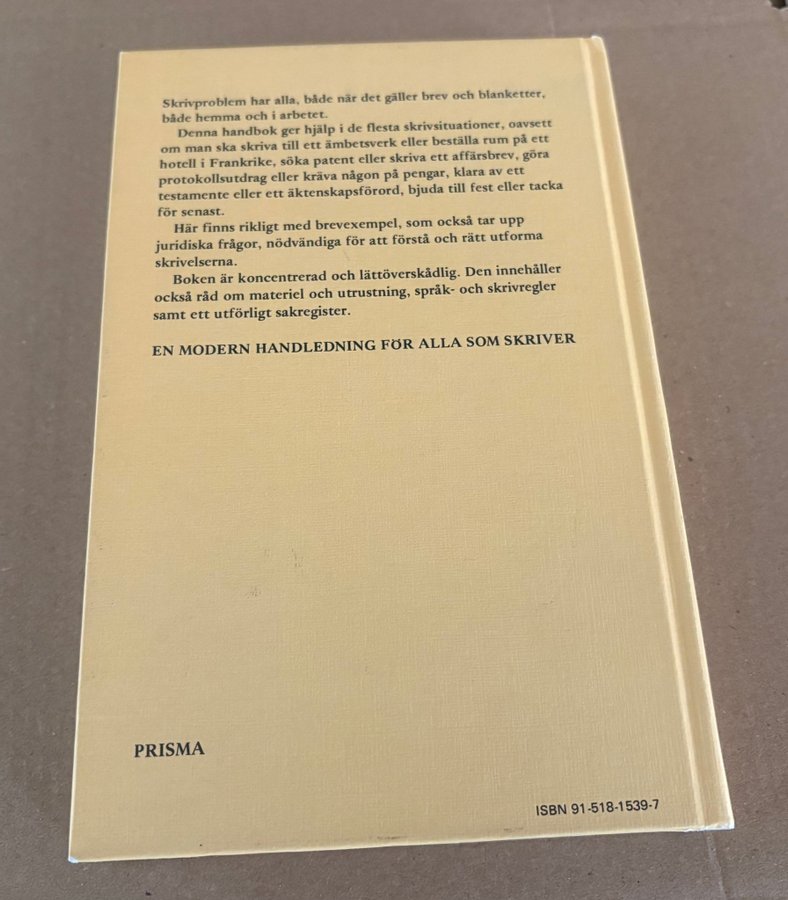 Skrivproblem har alla, både när det gäller brev och blanketter,
både hemma och i arbetet.
Denna handbok ger hjälp i de flesta skrivsituationer, oavsett
om man ska skriva till ett ämbetsverk eller beställa rum på ett
hotell i Frankrike, söka patent eller skriva ett affärsbrev, göra
protokollsutdrag eller kräva någon på pengar, klara av ett
testamente eller ett äktenskapsförord, bjuda till fest eller tacka
för senast.
Här finns rikligt med brevexempel, som också tar upp
juridiska frågor, nödvändiga för att förstå och rätt utforma
skrivelserna.
Boken är koncentrerad och lättöverskådlig. Den innehåller
också råd om materiel och utrustning, språk- och skrivregler
samt ett utförligt sakregister.
EN MODERN HANDLEDNING FÖR ALLA SOM SKRIVER
PRISMA
ISBN 91-518-1539-7